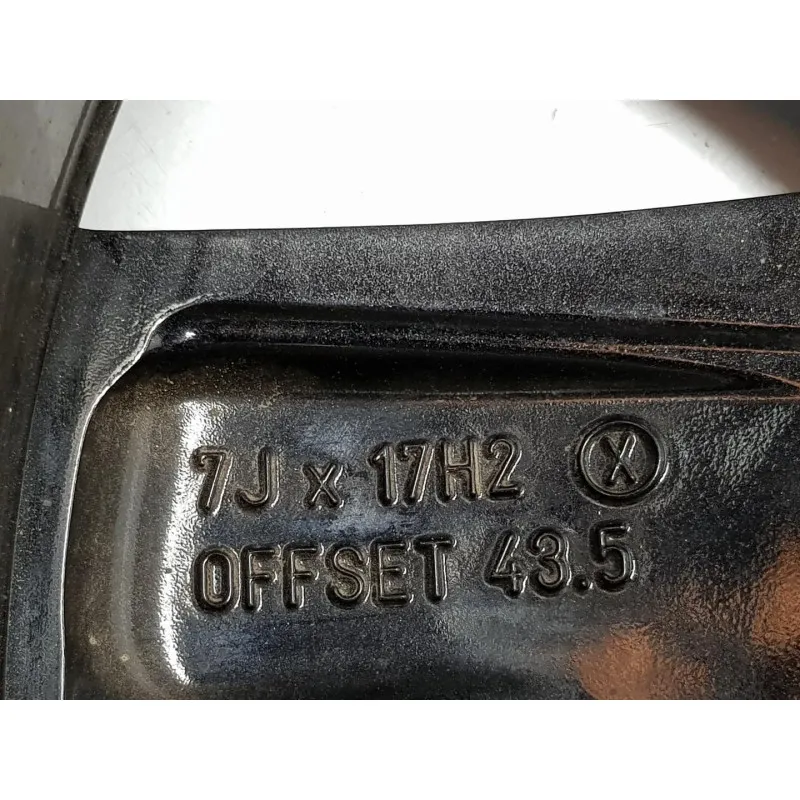 7J x 17H2 Ⓧ
OFFSET 43.5